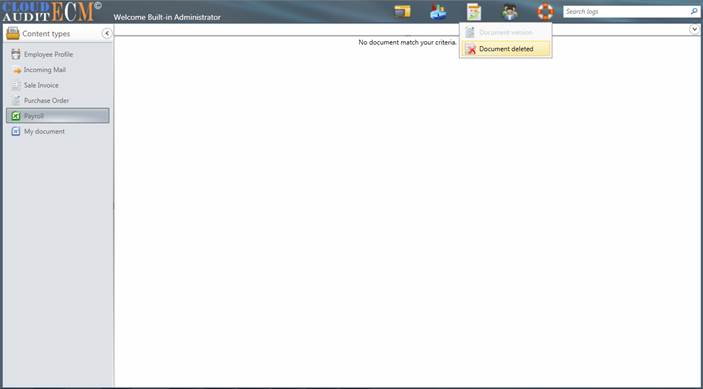 CLOUD
AUDIT ECM©
Welcome Built-in Administrator
Search logs
Content types
Document version
Document deleted
No document match your criteria.
Employee Profile
Incoming Mail
Sale Invoice
Purchase Order
Payroll
My document